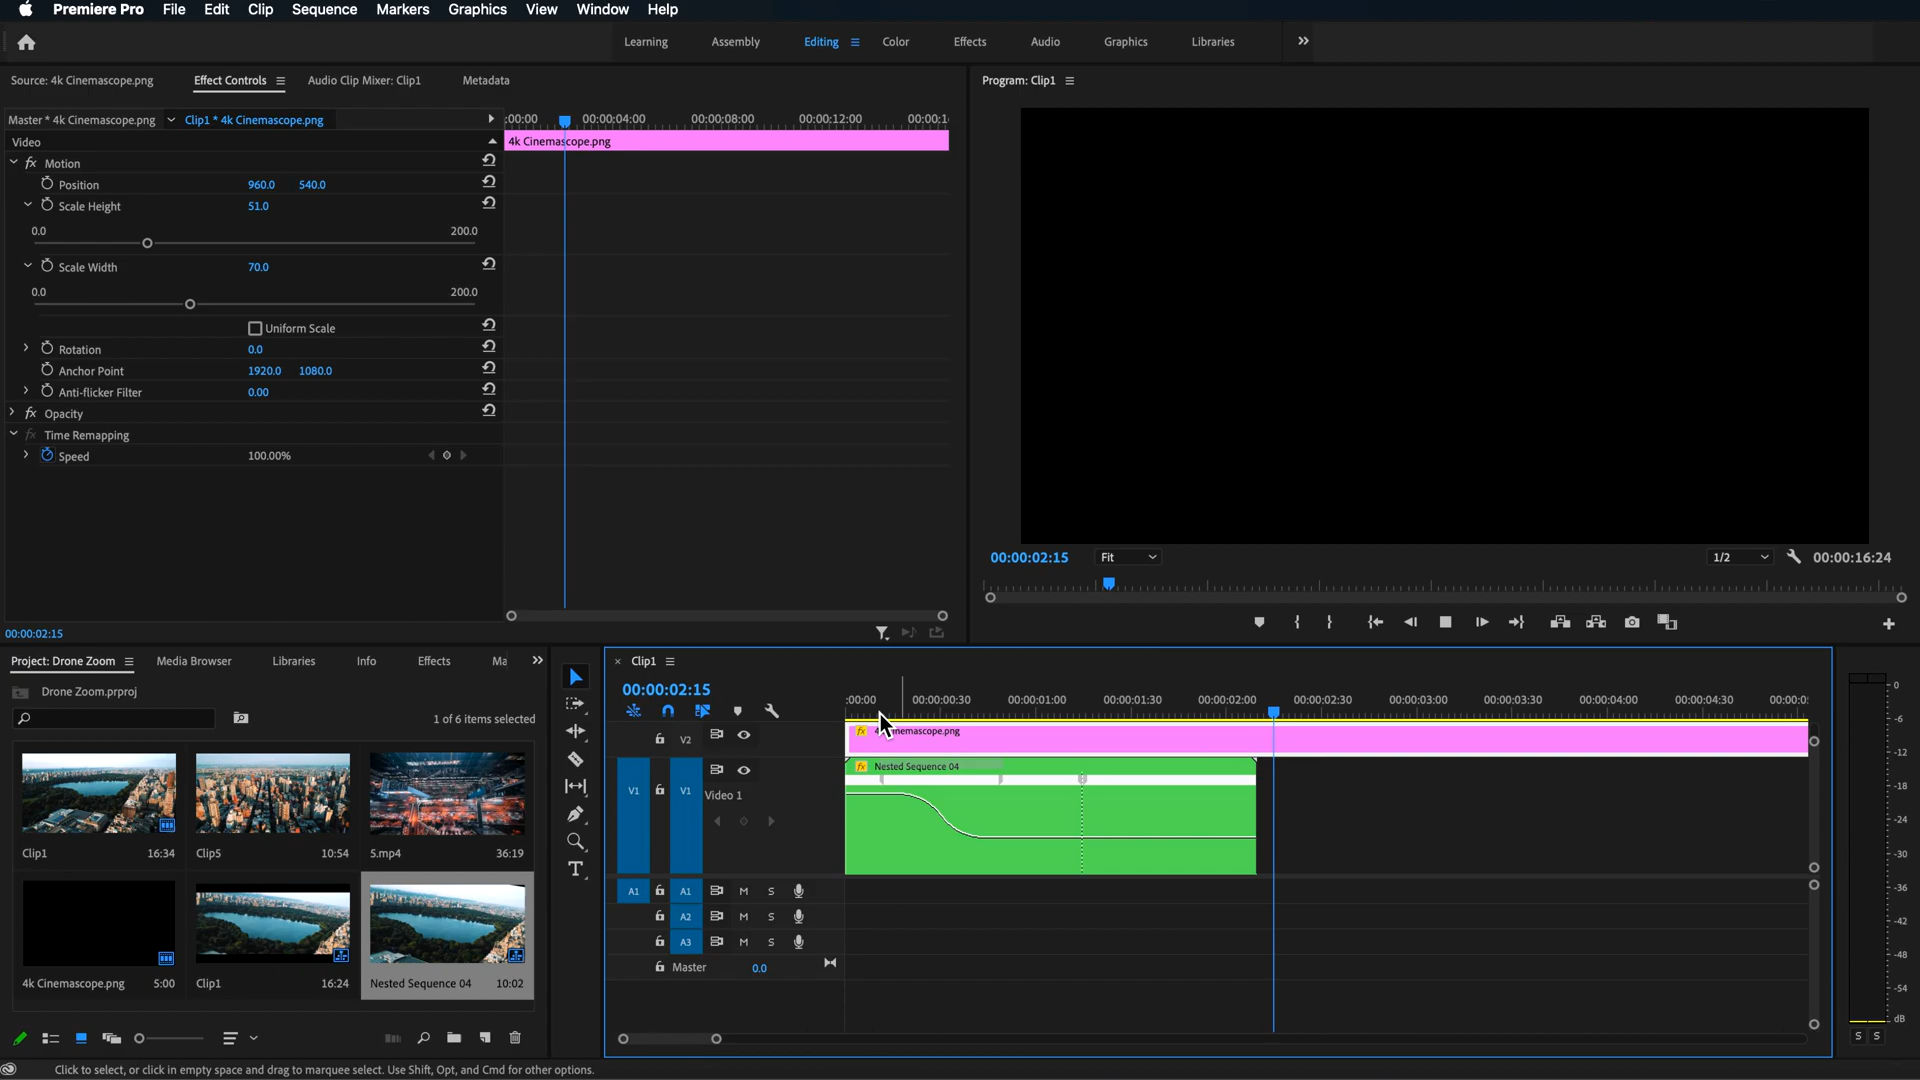 Premiere Pro File Edit Clip Sequence Markers Graphics View Window Help
Learning Assembly Editing Color Effects Audio Graphics Libraries
Source: 4k Cinemascope.png Effect Controls Audio Clip Mixer: Clip1 Metadata
Master * 4k Cinemascope.png Clip1 * 4k Cinemascope.png
:00:00 00:00:04:00 00:00:08:00 00:00:12:00 00:00:1
Video
4k Cinemascope.png
fx Motion
Position 960.0 540.0
Scale Height 51.0
0.0 200.0
Scale Width 70.0
0.0 200.0
Uniform Scale
Rotation 0.0
Anchor Point 1920.0 1080.0
Anti-flicker Filter 0.00
fx Opacity
fx Time Remapping
Speed 100.00%
00:00:02:15
Program: Clip1
00:00:02:15 Fit 1/2 00:00:16:24
Project: Drone Zoom Media Browser Libraries Info Effects Ma
Drone Zoom.prproj
1 of 6 items selected
Clip1 16:34
Clip5 10:54
5.mp4 36:19
4k Cinemascope.png 5:00
Clip1 16:24
Nested Sequence 04 10:02
Clip1
00:00:02:15
:00:00 00:00:00:30 00:00:01:00 00:00:01:30 00:00:02:00 00:00:02:30 00:00:03:00 00:00:03:30 00:00:04:00 00:00:04:30 00:00:0
V2
fx 4 nemascope.png
V1 V1 Video 1
fx Nested Sequence 04
A1 A1 M S
A2 M S
A3 M S
Master 0.0
0
-6
-12
-18
-24
-30
-36
-42
-48
-54
dB
S S
Click to select, or click in empty space and drag to marquee select. Use Shift, Opt, and Cmd for other options.